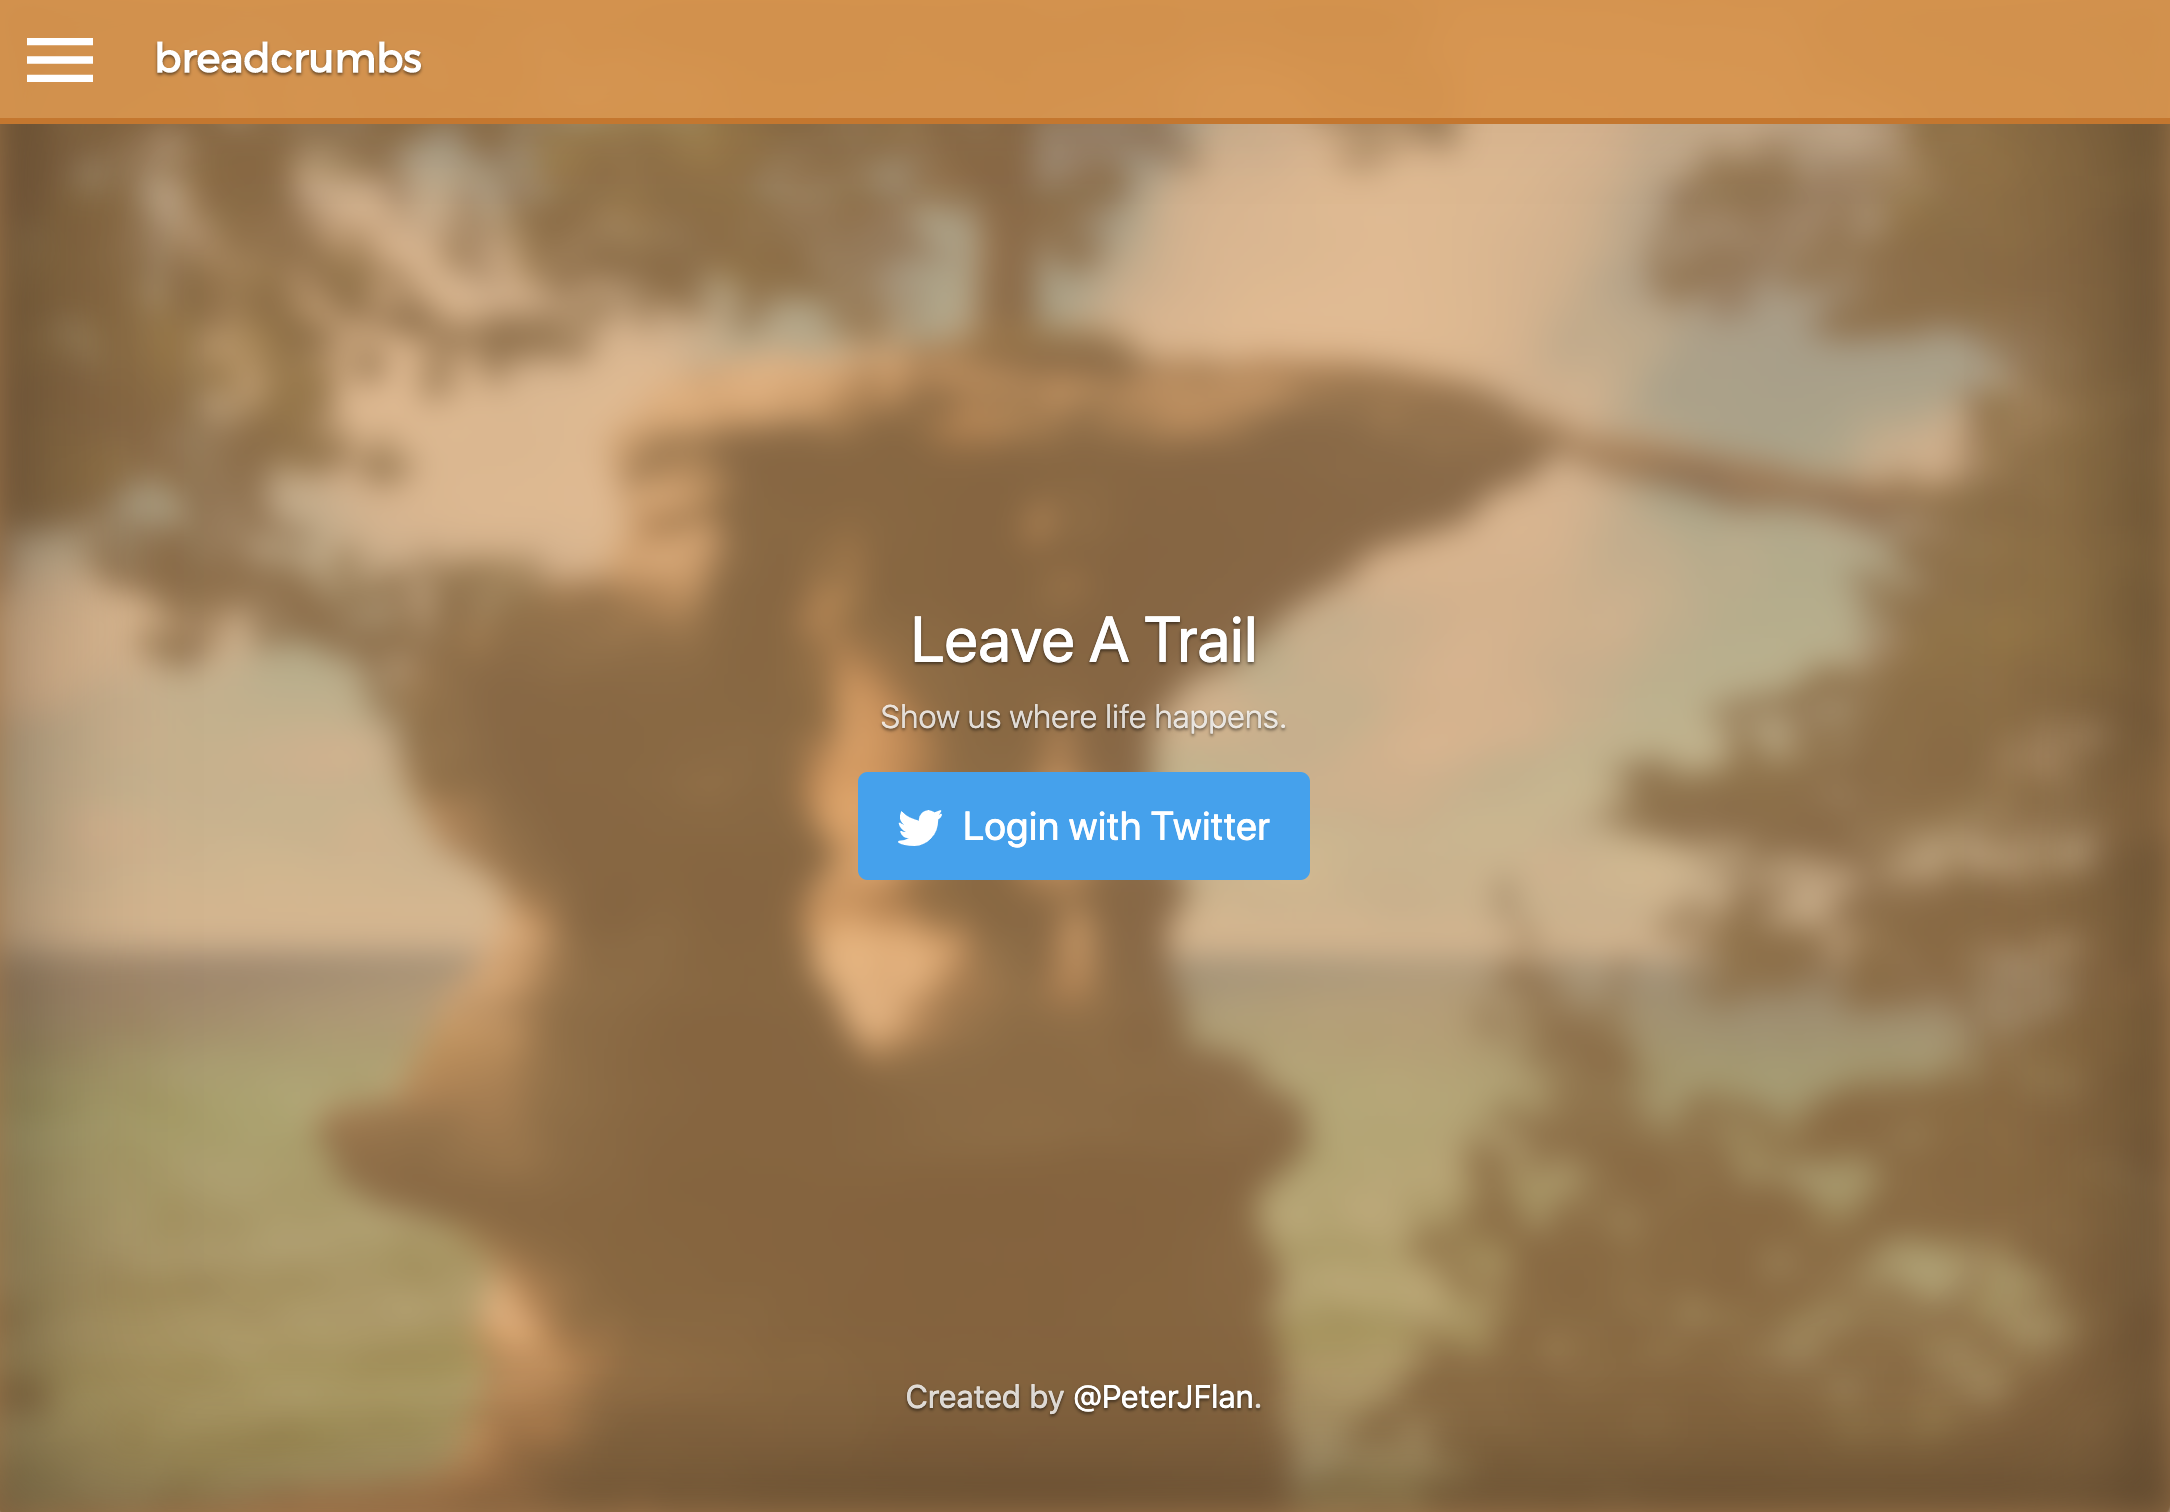 breadcrumbs
Leave A Trail
Show us where life happens.
Login with Twitter
Created by @PeterJFlan.